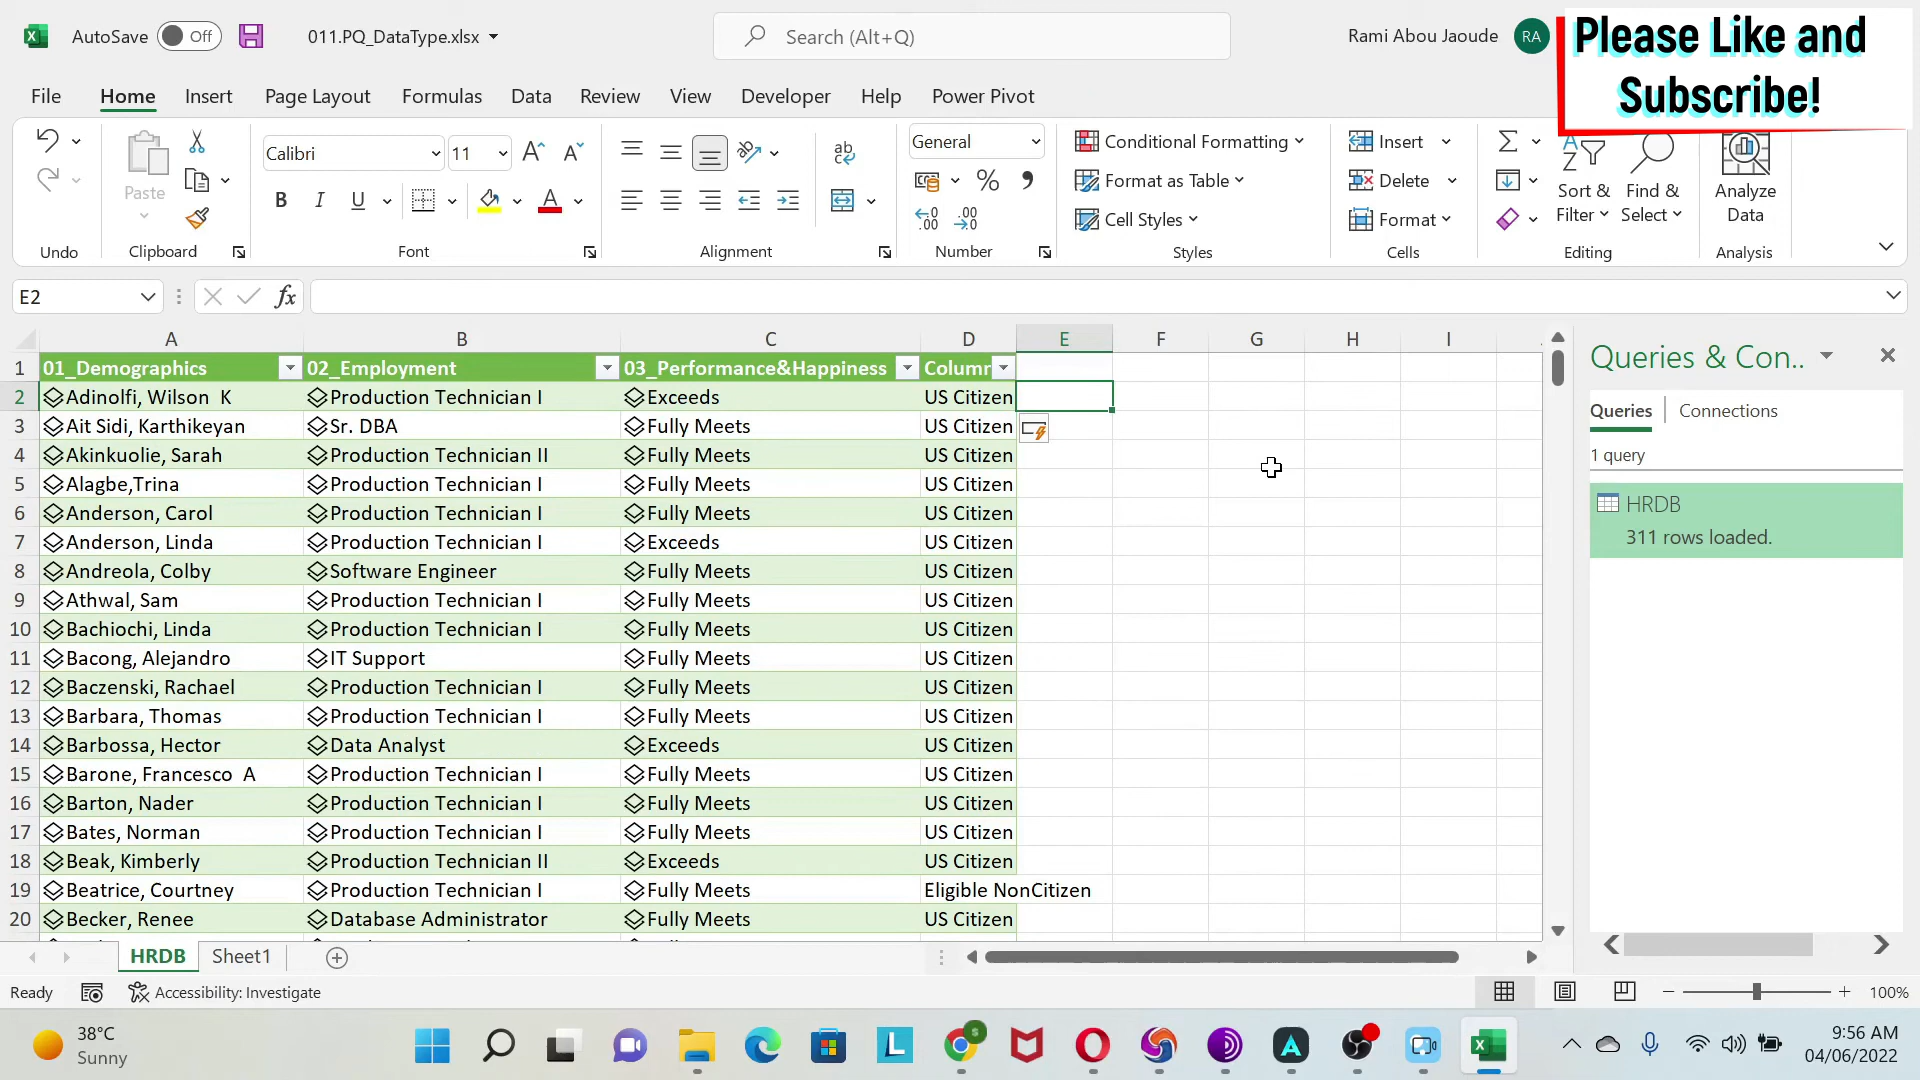 AutoSave Off 011.PQ_DataType.xlsx Search (Alt+Q) Rami Abou Jaoude RA
Please Like and
Subscribe!
File Home Insert Page Layout Formulas Data Review View Developer Help Power Pivot
Paste
Calibri 11
B I U A
ab
General
% ,
Conditional Formatting
Format as Table
Cell Styles
Insert
Delete
Format
Sort &
Filter
Find &
Select
Analyze
Data
Undo Clipboard Font Alignment Number Styles Cells Editing Analysis
E2 fx
A B C D E F G H I
1 01_Demographics 02_Employment 03_Performance&Happiness Column
2 Adinolfi, Wilson  K Production Technician I Exceeds US Citizen
3 Ait Sidi, Karthikeyan Sr. DBA Fully Meets US Citizen
4 Akinkuolie, Sarah Production Technician II Fully Meets US Citizen
5 Alagbe,Trina Production Technician I Fully Meets US Citizen
6 Anderson, Carol Production Technician I Fully Meets US Citizen
7 Anderson, Linda Production Technician I Exceeds US Citizen
8 Andreola, Colby Software Engineer Fully Meets US Citizen
9 Athwal, Sam Production Technician I Fully Meets US Citizen
10 Bachiochi, Linda Production Technician I Fully Meets US Citizen
11 Bacong, Alejandro IT Support Fully Meets US Citizen
12 Baczenski, Rachael Production Technician I Fully Meets US Citizen
13 Barbara, Thomas Production Technician I Fully Meets US Citizen
14 Barbossa, Hector Data Analyst Exceeds US Citizen
15 Barone, Francesco  A Production Technician I Fully Meets US Citizen
16 Barton, Nader Production Technician I Fully Meets US Citizen
17 Bates, Norman Production Technician I Fully Meets US Citizen
18 Beak, Kimberly Production Technician II Exceeds US Citizen
19 Beatrice, Courtney Production Technician I Fully Meets Eligible NonCitizen
20 Becker, Renee Database Administrator Fully Meets US Citizen
Queries & Con..
Queries Connections
1 query
HRDB
311 rows loaded.
HRDB Sheet1
Ready Accessibility: Investigate 100%
38°C
Sunny
9:56 AM
04/06/2022